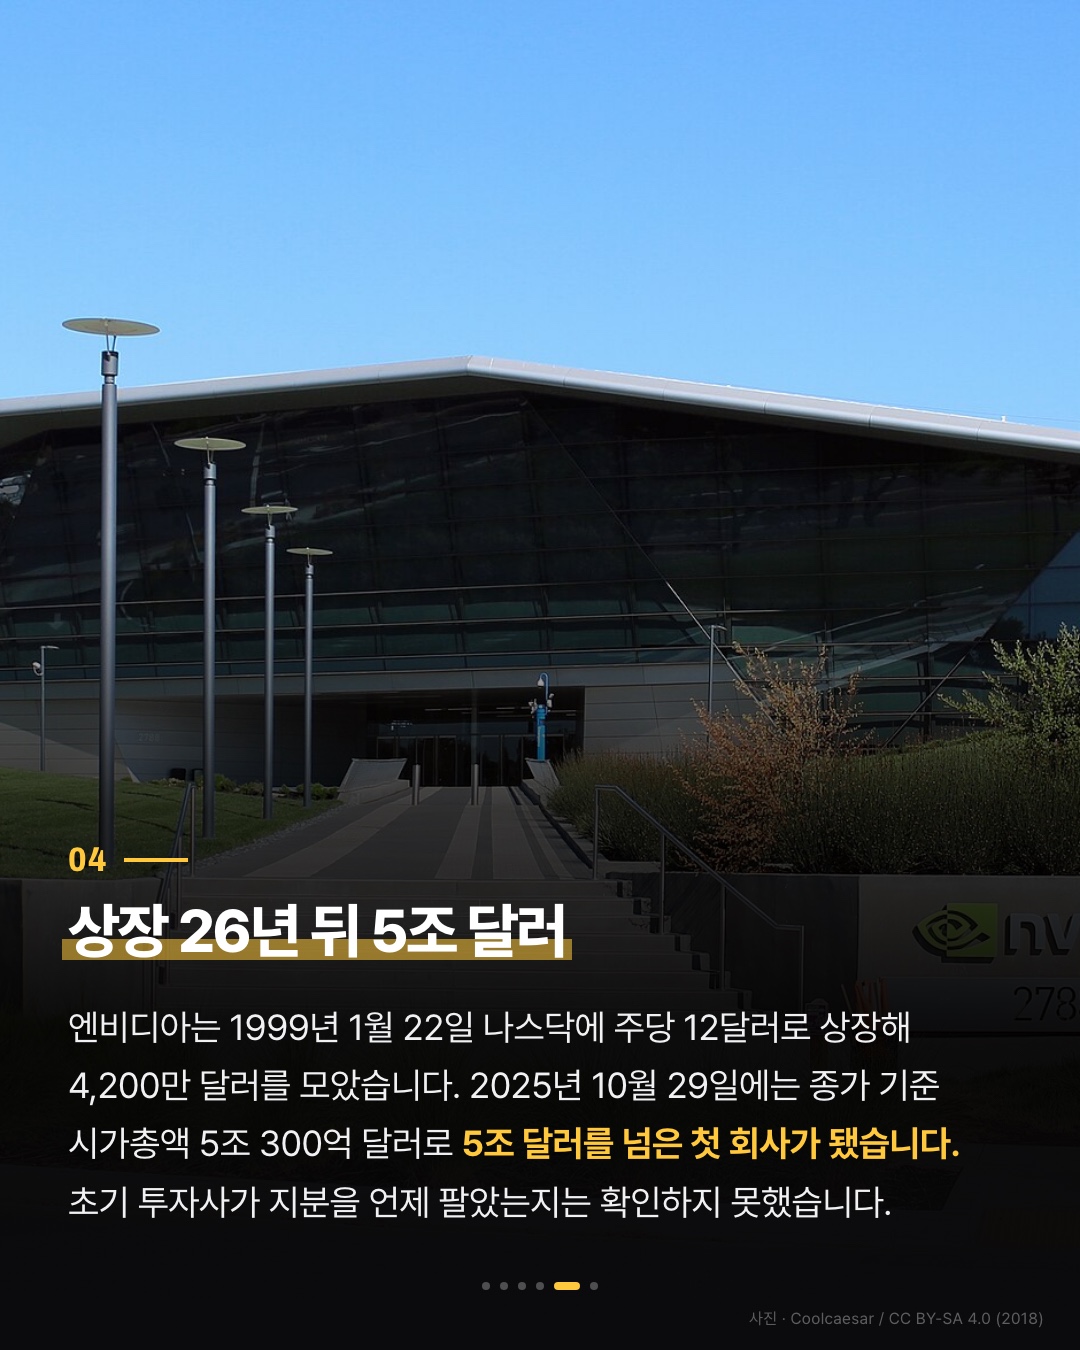 04
상장 26년 뒤 5조 달러
엔비디아는 1999년 1월 22일 나스닥에 주당 12달러로 상장해
4,200만 달러를 모았습니다. 2025년 10월 29일에는 종가 기준
시가총액 5조 300억 달러로 5조 달러를 넘은 첫 회사가 됐습니다.
초기 투자사가 지분을 언제 팔았는지는 확인하지 못했습니다.
nv
278
사진 · Coolcaesar / CC BY-SA 4.0 (2018)